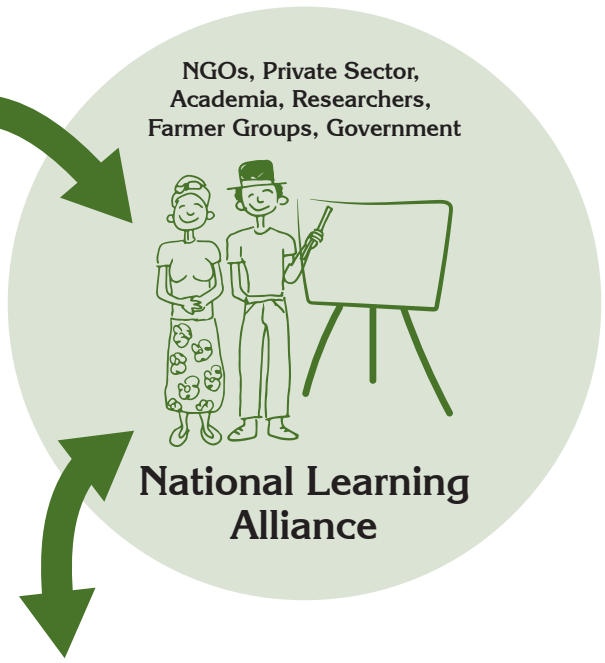 NGOs, Private Sector,
Academia, Researchers,
Farmer Groups, Government
National Learning
Alliance